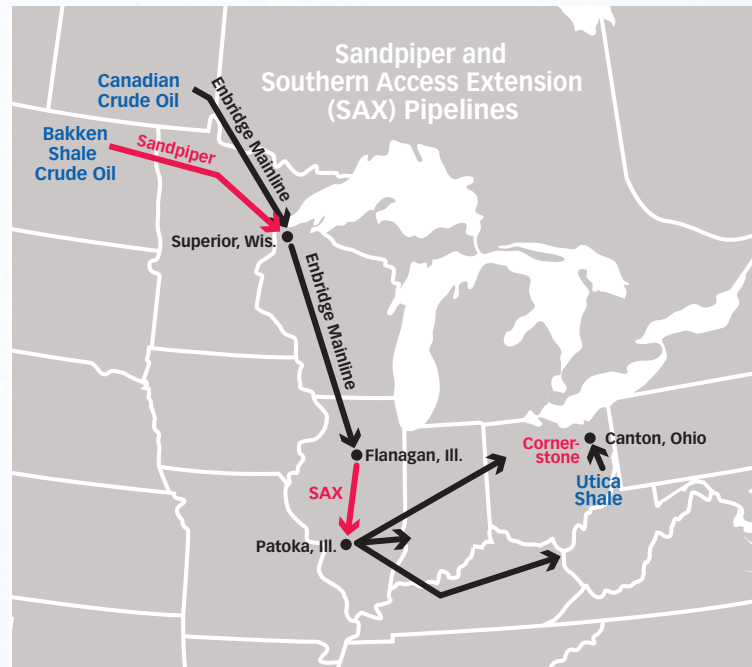 Sandpiper and
Southern Access Extension
(SAX) Pipelines
Canadian
Crude Oil
Enbridge Mainline
Bakken
Shale
Crude Oil
Sandpiper
Superior, Wis.
Enbridge Mainline
Flanagan, Ill.
SAX
Patoka, Ill.
Corner-
stone
Canton, Ohio
Utica
Shale